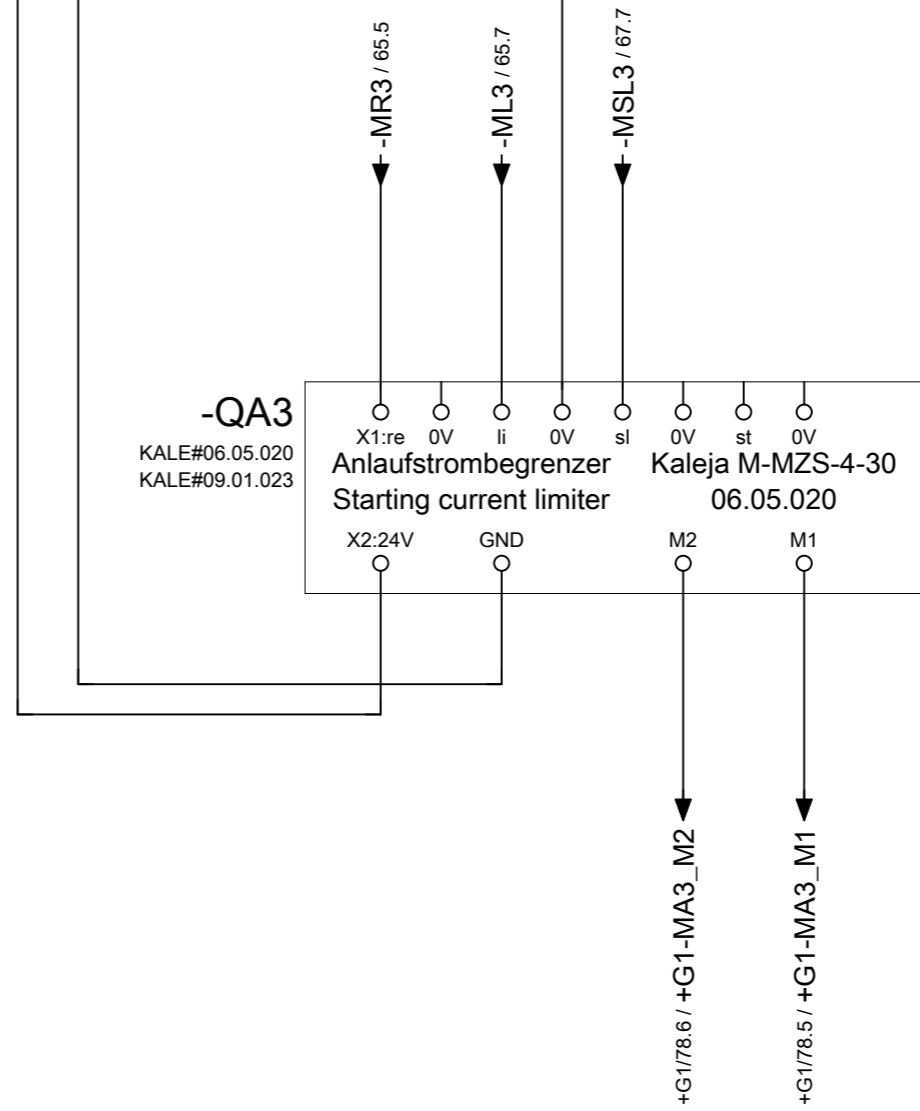 -MR3 / 65.5
-ML3 / 65.7
-MSL3 / 67.7
-QA3
KALE#06.05.020
KALE#09.01.023
X1:re 0V li 0V sl 0V st 0V
Anlaufstrombegrenzer Kaleja M-MZS-4-30
Starting current limiter 06.05.020
X2:24V GND M2 M1
+G1/78.6 / +G1-MA3_M2
+G1/78.5 / +G1-MA3_M1